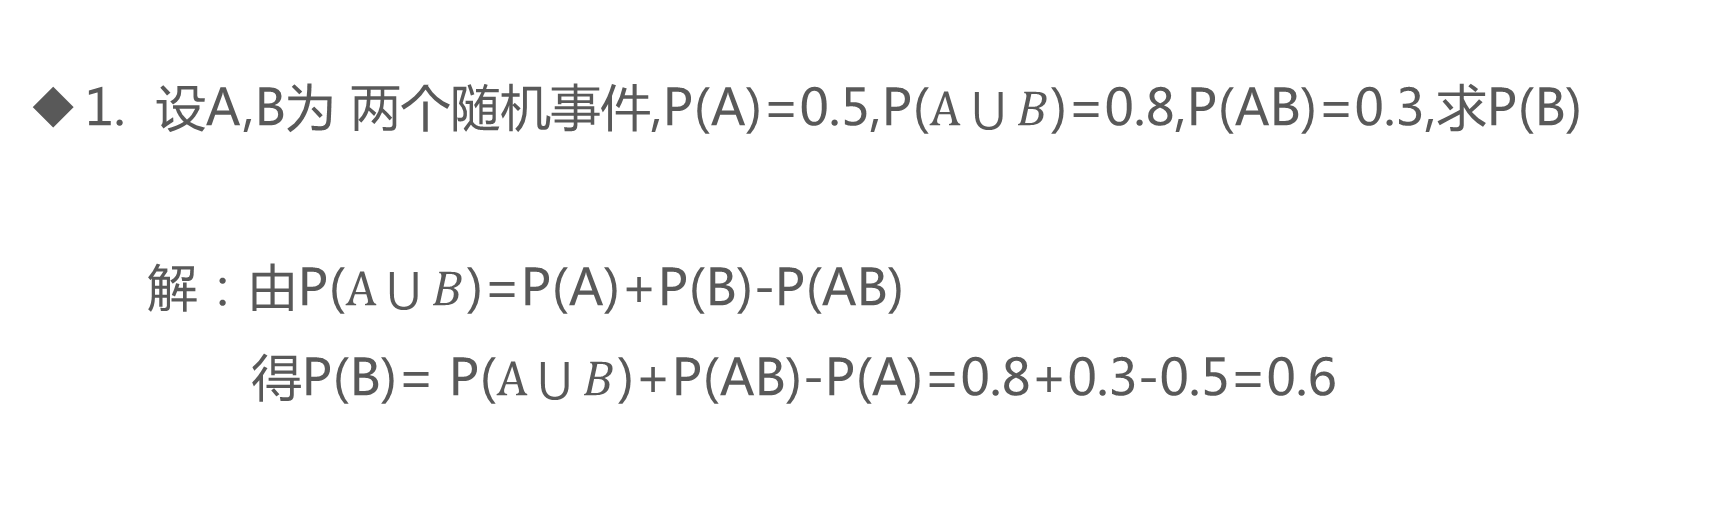 ◆1. 设A,B为 两个随机事件,P(A)=0.5,P(A∪B)=0.8,P(AB)=0.3,求P(B)
解：由P(A∪B)=P(A)+P(B)-P(AB)
得P(B)= P(A∪B)+P(AB)-P(A)=0.8+0.3-0.5=0.6